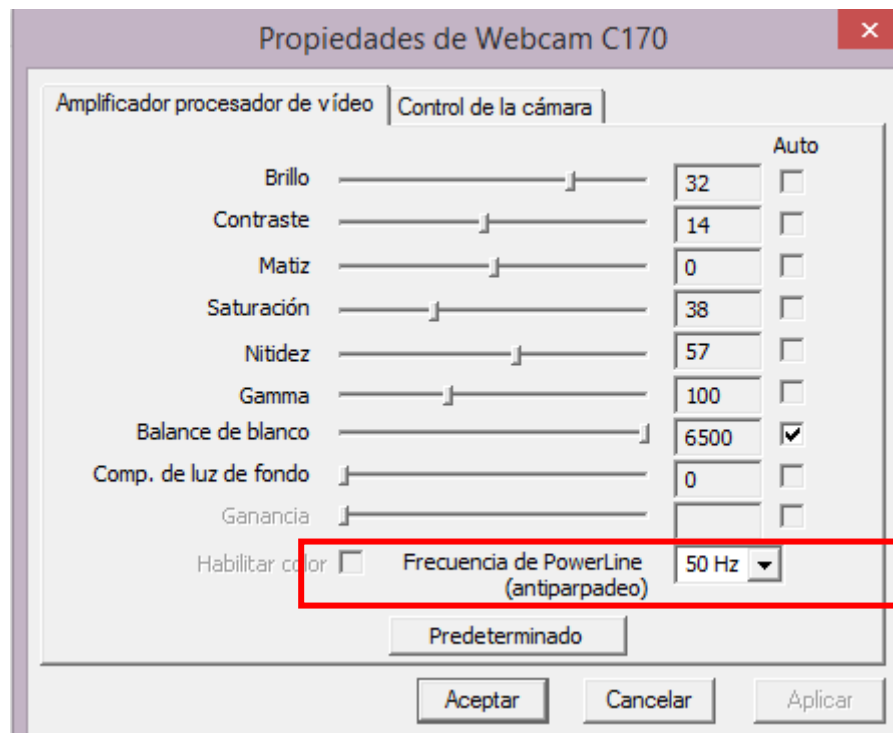 Propiedades de Webcam C170
Amplificador procesador de vídeo
Control de la cámara
Auto
Brillo 32
Contraste 14
Matiz 0
Saturación 38
Nitidez 57
Gamma 100
Balance de blanco 6500
Comp. de luz de fondo 0
Ganancia
Habilitar color Frecuencia de PowerLine 50 Hz
(antiparpadeo)
Predeterminado
Aceptar Cancelar Aplicar